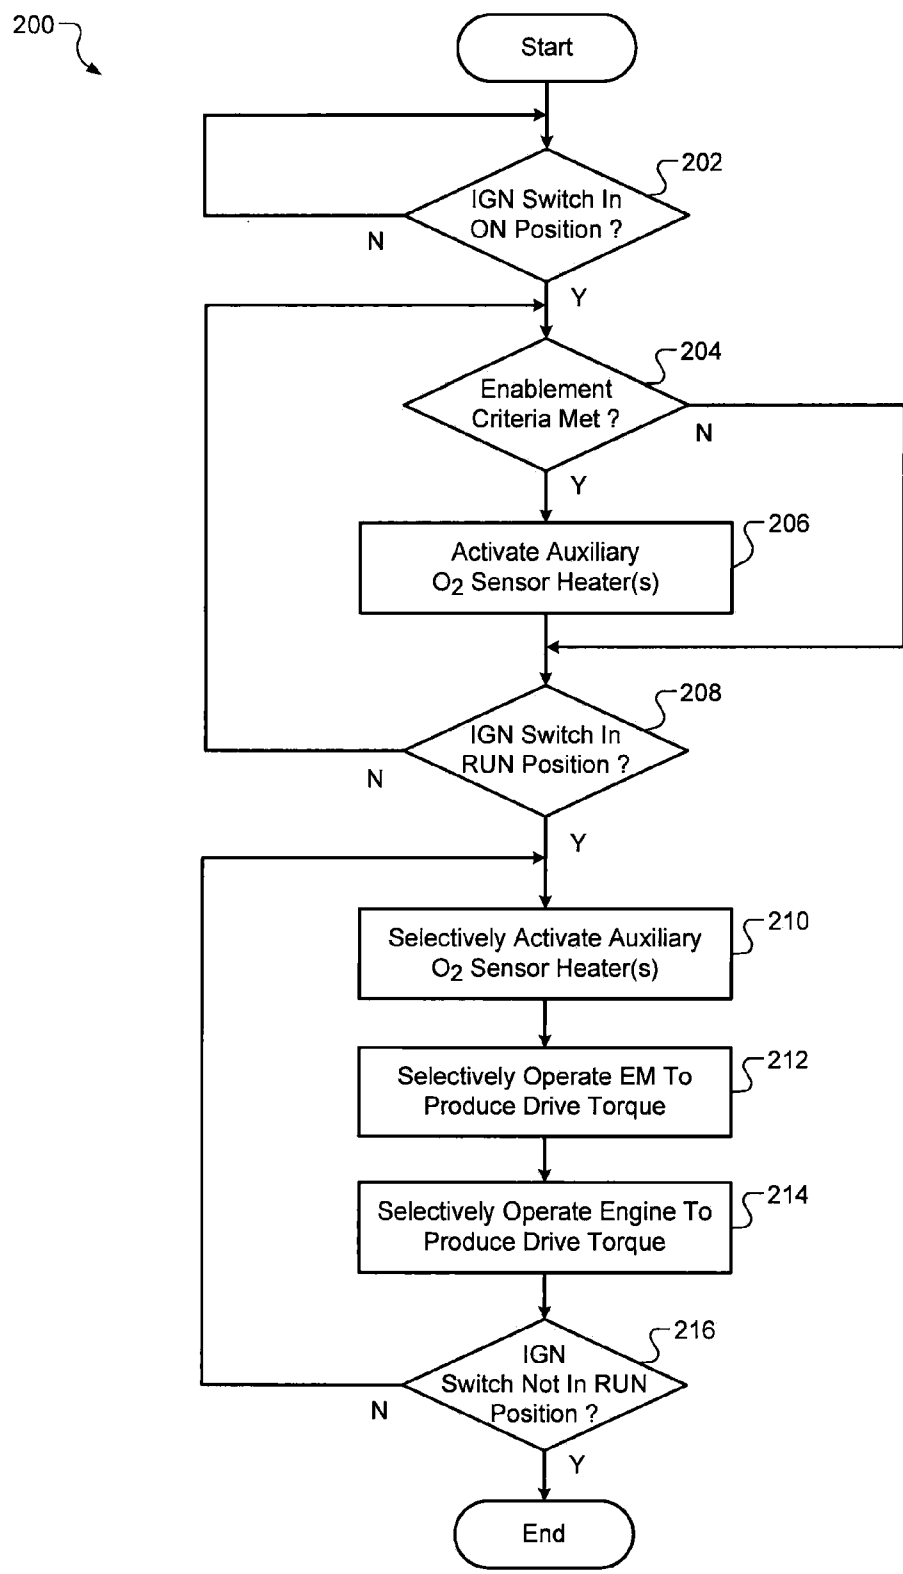 200
Start
202
IGN Switch In
ON Position ?
N
Y
204
Enablement
Criteria Met ?
N
Y
206
Activate Auxiliary
O2 Sensor Heater(s)
208
IGN Switch In
RUN Position ?
N
Y
210
Selectively Activate Auxiliary
O2 Sensor Heater(s)
212
Selectively Operate EM To
Produce Drive Torque
214
Selectively Operate Engine To
Produce Drive Torque
216
IGN
Switch Not In RUN
Position ?
N
Y
End